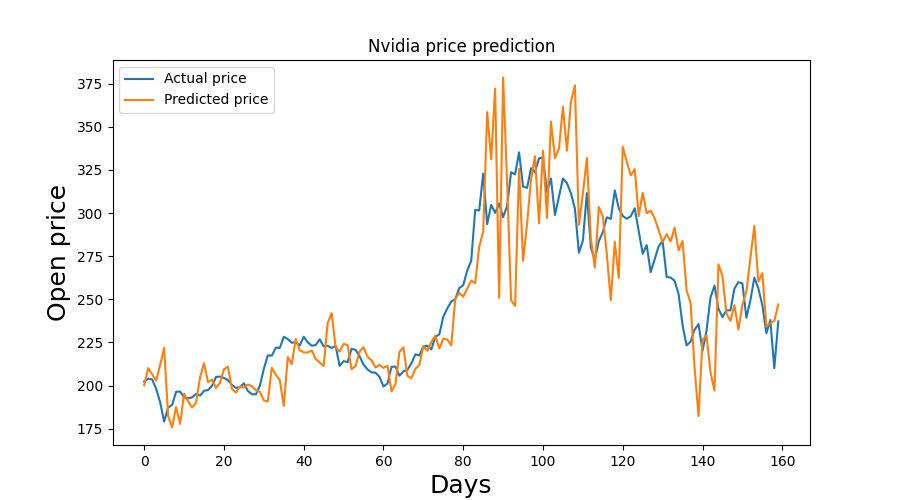 Nvidia price prediction
Actual price
Predicted price
Open price
375
350
325
300
275
250
225
200
175
0 20 40 60 80 100 120 140 160
Days